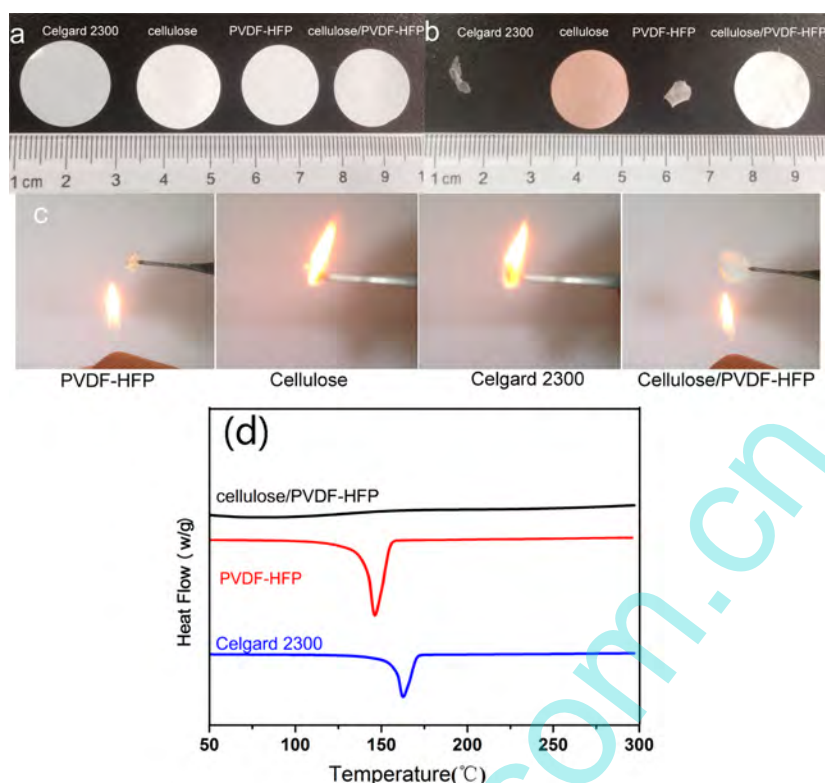 a
Celgard 2300 cellulose PVDF-HFP cellulose/PVDF-HFP
1 cm 2 3 4 5 6 7 8 9 1
b
Celgard 2300 cellulose PVDF-HFP cellulose/PVDF-HFP
1 cm 2 3 4 5 6 7 8 9
c
PVDF-HFP Cellulose Celgard 2300 Cellulose/PVDF-HFP
(d)
cellulose/PVDF-HFP
PVDF-HFP
Celgard 2300
Heat Flow ( w/g)
50 100 150 200 250 300
Temperature(℃)
com.cn